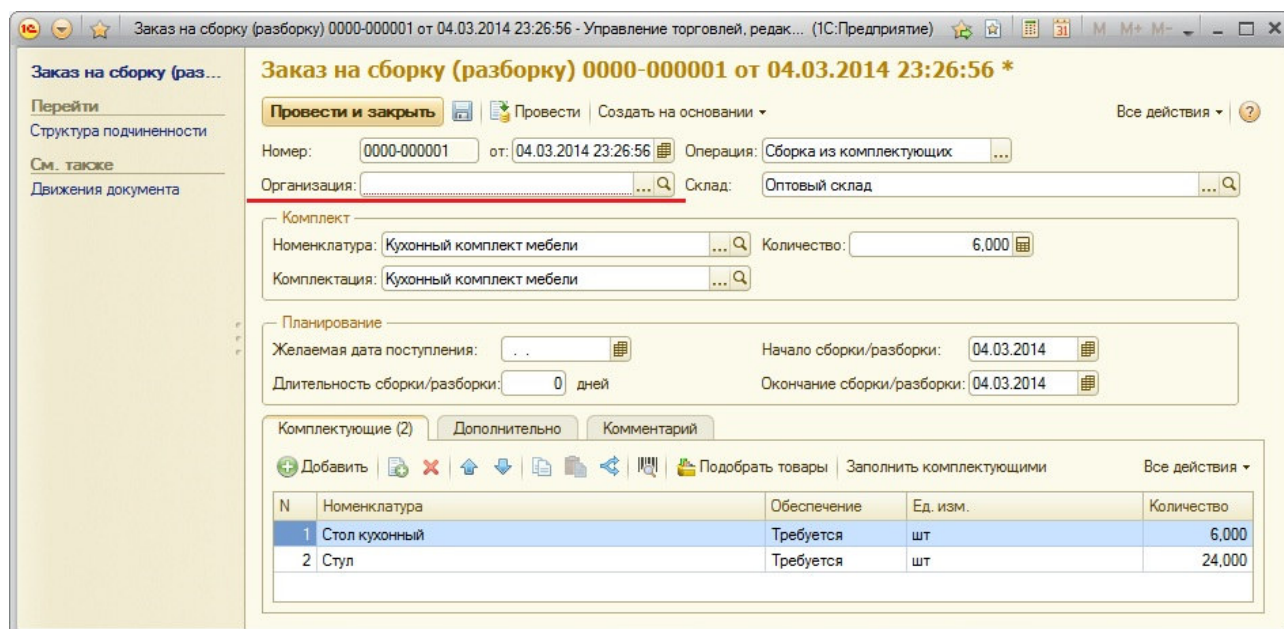 Заказ на сборку (разборку) 0000-000001 от 04.03.2014 23:26:56 - Управление торговлей, редак... (1С:Предприятие) M M+ M-
Заказ на сборку (раз...
Перейти
Структура подчиненности
См. также
Движения документа
Заказ на сборку (разборку) 0000-000001 от 04.03.2014 23:26:56 *
Провести и закрыть Провести Создать на основании Все действия
Номер: 0000-000001 от: 04.03.2014 23:26:56 Операция: Сборка из комплектующих ...
Организация: ... Склад: Оптовый склад ...
Комплект
Номенклатура: Кухонный комплект мебели ... Количество: 6,000
Комплектация: Кухонный комплект мебели ...
Планирование
Желаемая дата поступления: . . Начало сборки/разборки: 04.03.2014
Длительность сборки/разборки: 0 дней Окончание сборки/разборки: 04.03.2014
Комплектующие (2) Дополнительно Комментарий
Добавить Подобрать товары Заполнить комплектующими Все действия
N Номенклатура Обеспечение Ед. изм. Количество
1 Стол кухонный Требуется шт 6,000
2 Стул Требуется шт 24,000